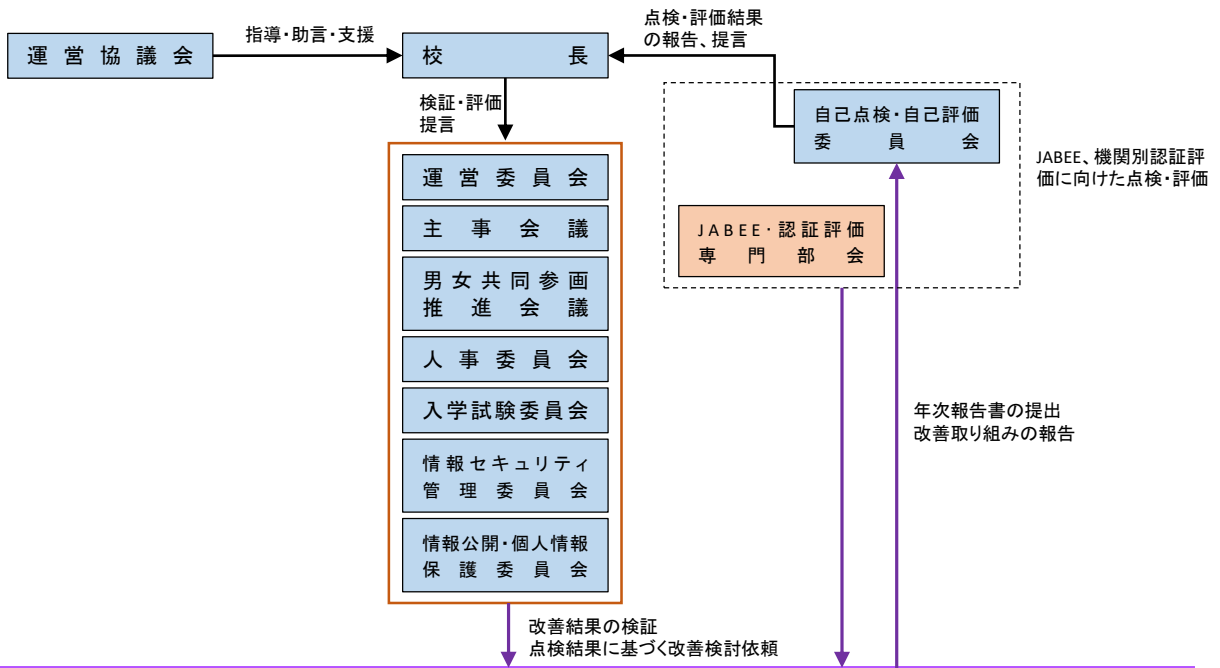 運営協議会
指導・助言・支援
校長
点検・評価結果
の報告、提言
検証・評価
提言
自己点検・自己評価
委員会
JABEE、機関別認証評
価に向けた点検・評価
JABEE・認証評価
専門部会
運営委員会
主事会議
男女共同参画
推進会議
人事委員会
入学試験委員会
情報セキュリティ
管理委員会
情報公開・個人情報
保護委員会
年次報告書の提出
改善取り組みの報告
改善結果の検証
点検結果に基づく改善検討依頼